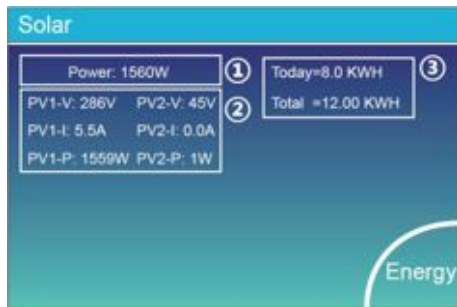 Solar
Power: 1560W
①
PV1-V: 286V PV2-V: 45V
②
PV1-I: 5.5A PV2-I: 0.0A
PV1-P: 1559W PV2-P: 1W
Today=8.0 KWH
③
Total =12.00 KWH
Energy